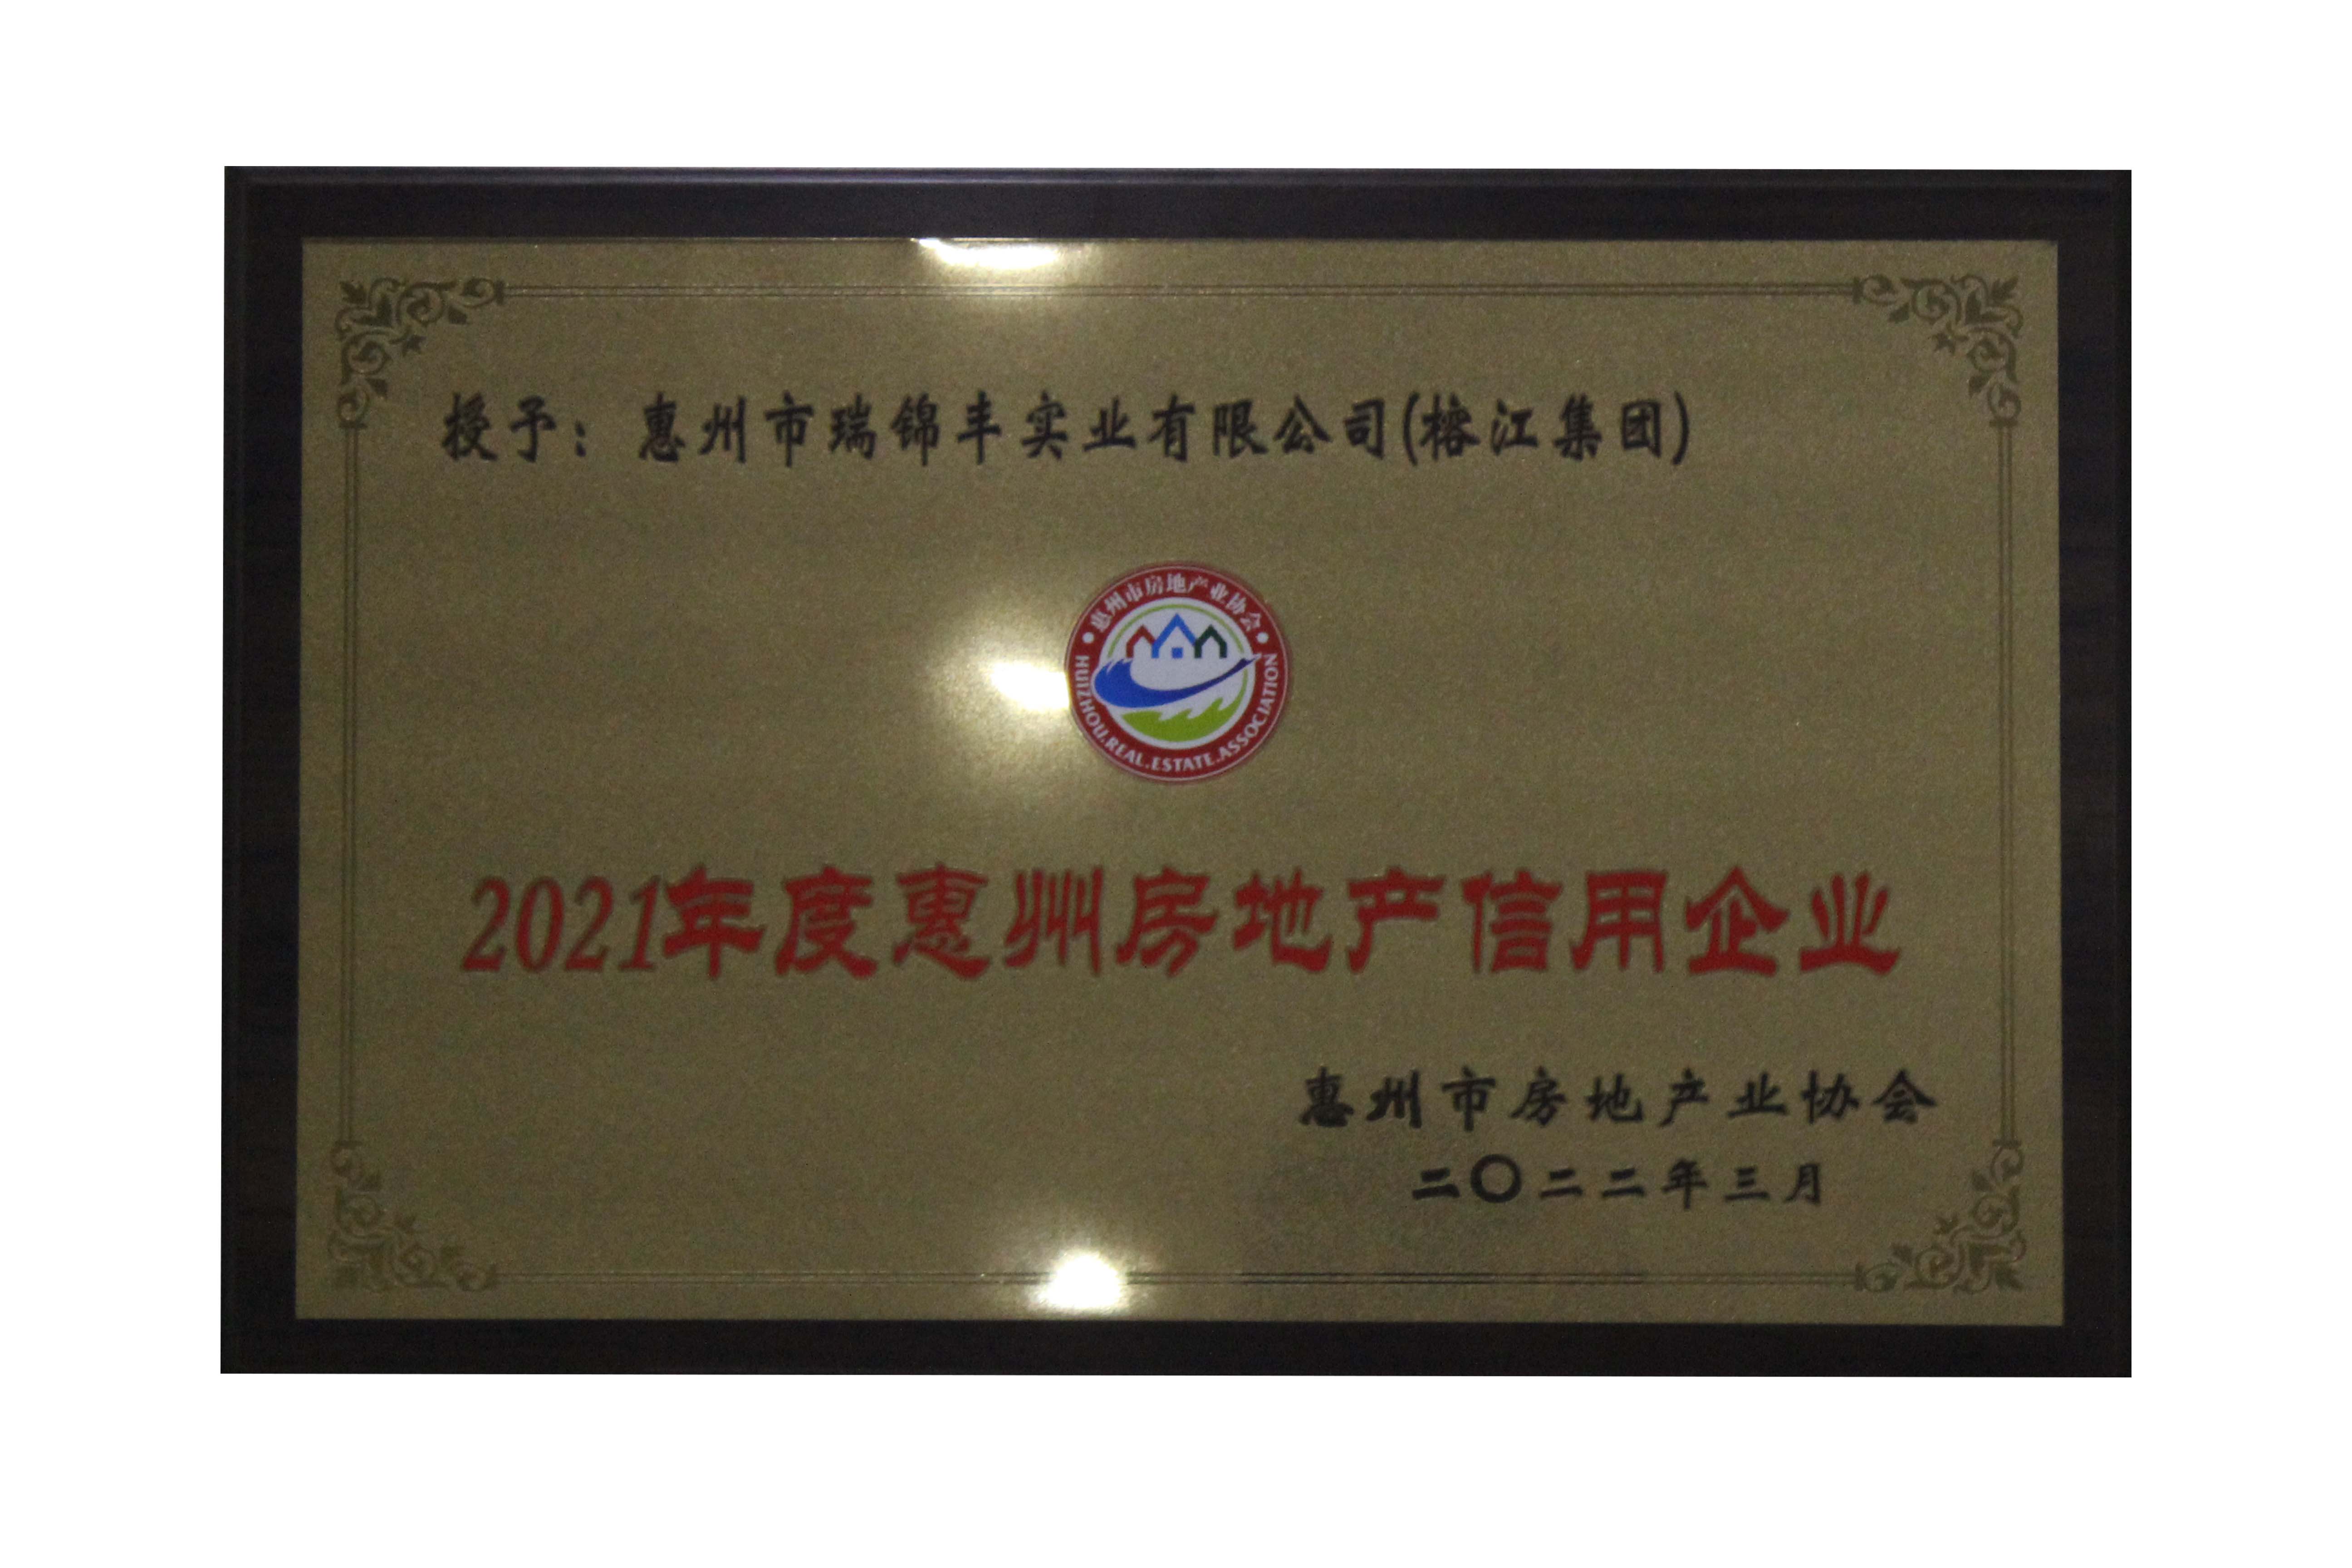 授予：惠州市瑞锦丰实业有限公司(榕江集团)
惠州市房地产业协会
HUIZHOU.REAL.ESTATE.ASSOCIATION
2021年度惠州房地产信用企业
惠州市房地产业协会
二〇二二年三月